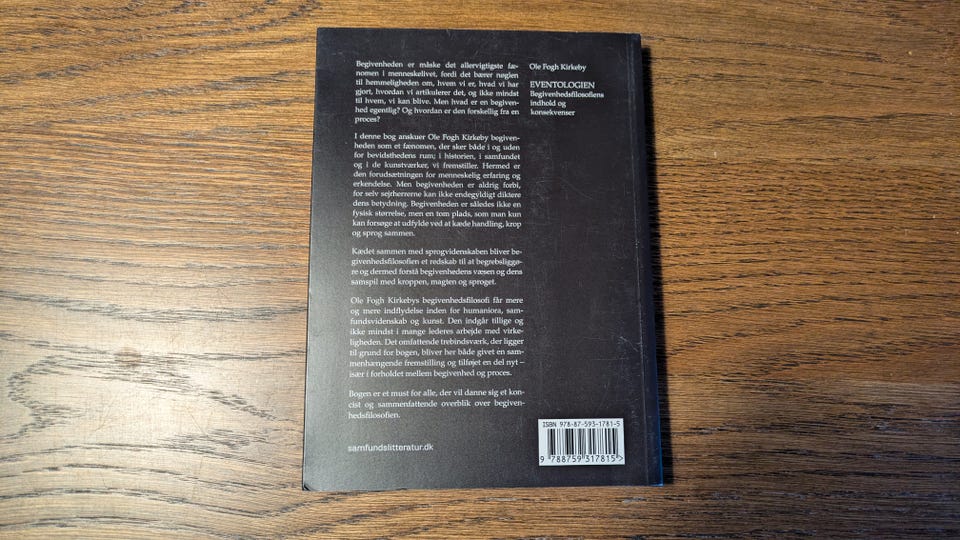 Begivenheden er måske det allervigtigste fæ-
nomen i menneskelivet, fordi det bærer nøglen
til hemmeligheden om, hvem vi er, hvad vi har
gjort, hvordan vi artikulerer det, og ikke mindst
til hvem, vi kan blive. Men hvad er en begiven-
hed egentlig? Og hvordan er den forskellig fra en
proces?
I denne bog anskuer Ole Fogh Kirkeby begiven-
heden som et fænomen, der sker både i og uden
for bevidsthedens rum; i historien, i samfundet
og i de kunstværker, vi fremstiller. Hermed er
den forudsætningen for menneskelig erfaring og
erkendelse. Men begivenheden er aldrig forbi,
for selv sejrherrerne kan ikke endegyldigt diktere
dens betydning. Begivenheden er således ikke en
fysisk størrelse, men en tom plads, som man kun
kan forsøge at udfylde ved at kæde handling, krop
og sprog sammen.
Kædet sammen med sprogvidenskaben bliver be-
givenhedsfilosofien et redskab til at begrebsliggø-
re og dermed forstå begivenhedens væsen og dens
samspil med kroppen, magten og sproget.
Ole Fogh Kirkebys begivenhedsfilosofi får mere
og mere indflydelse inden for humaniora, sam-
fundsvidenskab og kunst. Den indgår tillige og
ikke mindst i mange lederes arbejde med virke-
ligheden. Det omfattende trebindsværk, der ligger
til grund for bogen, bliver her både givet en sam-
menhængende fremstilling og tilføjet en del nyt –
især i forholdet mellem begivenhed og proces.
Bogen er et must for alle, der vil danne sig et kon-
cist og sammenfattende overblik over begiven-
hedsfilosofien.
samfundslitteratur.dk
Ole Fogh Kirkeby
EVENTOLOGIEN
Begivenhedsfilosofiens
indhold og
konsekvenser
ISBN 978-87-593-1781-5
9 788759 317815 >